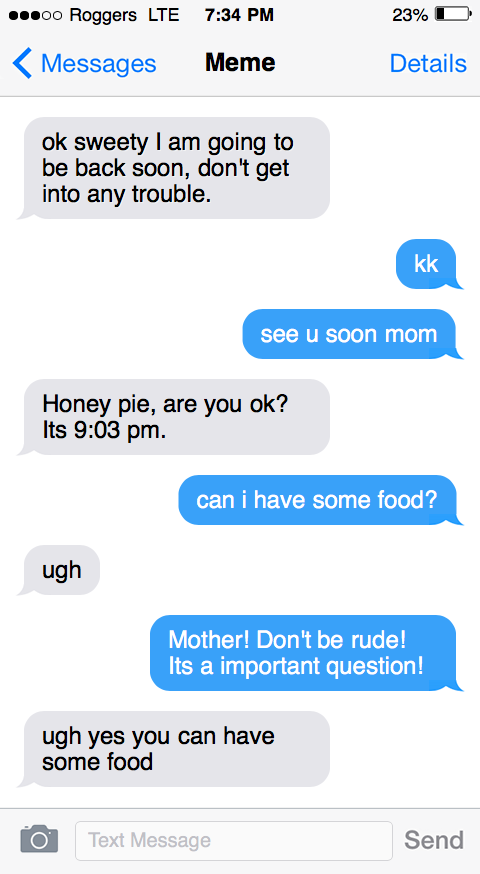 Roggers LTE 7:34 PM 23%
Messages Meme Details
ok sweety I am going to
be back soon, don't get
into any trouble.
kk
see u soon mom
Honey pie, are you ok?
Its 9:03 pm.
can i have some food?
ugh
Mother! Don't be rude!
Its a important question!
ugh yes you can have
some food
Text Message Send